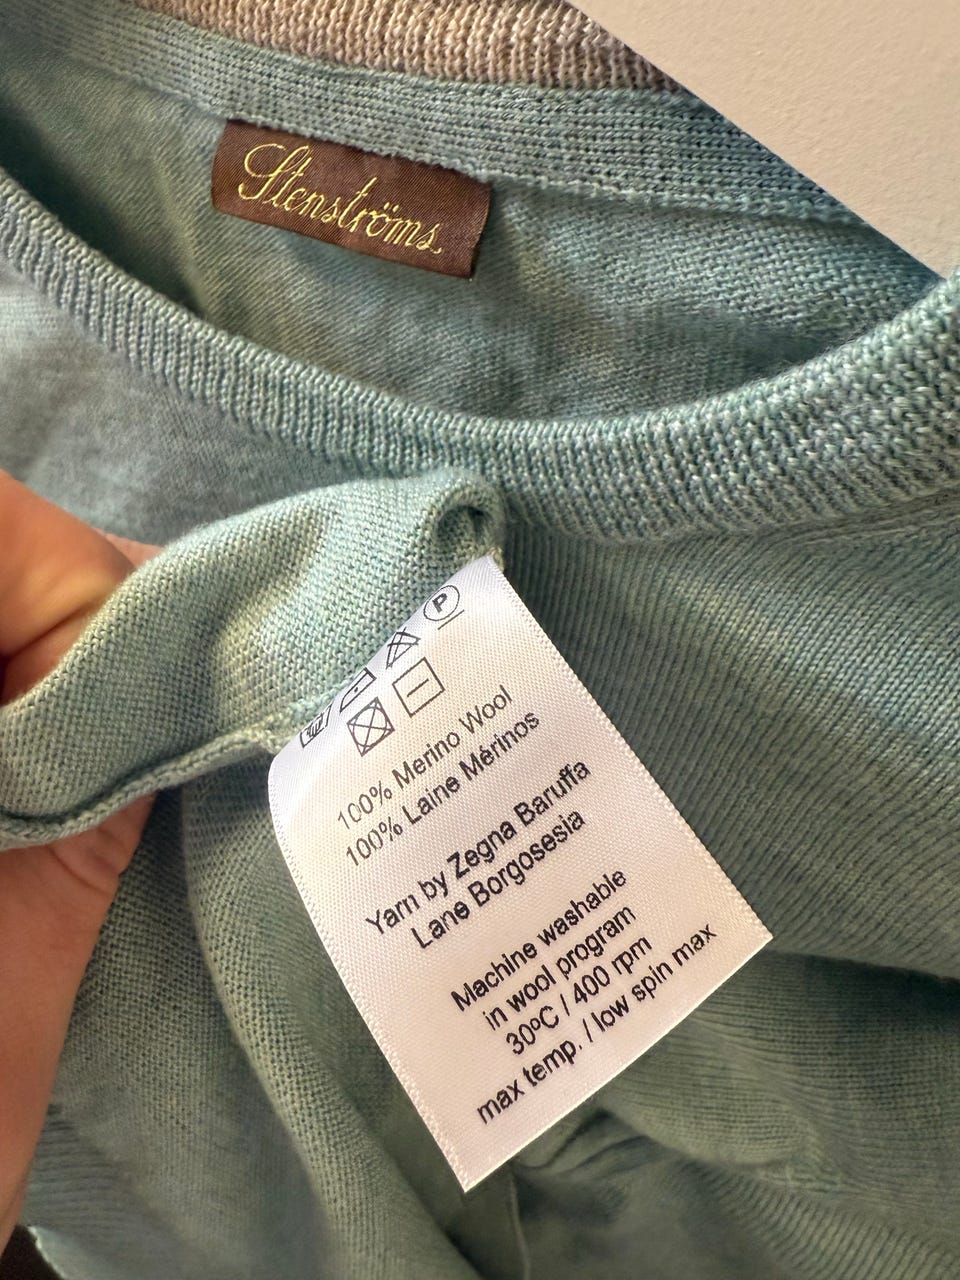 Stenströms
P
100% Merino Wool
100% Laine Mérinos
Yarn by Zegna Baruffa
Lane Borgosesia
Machine washable
in wool program
30ºC / 400 rpm
max temp. / low spin max